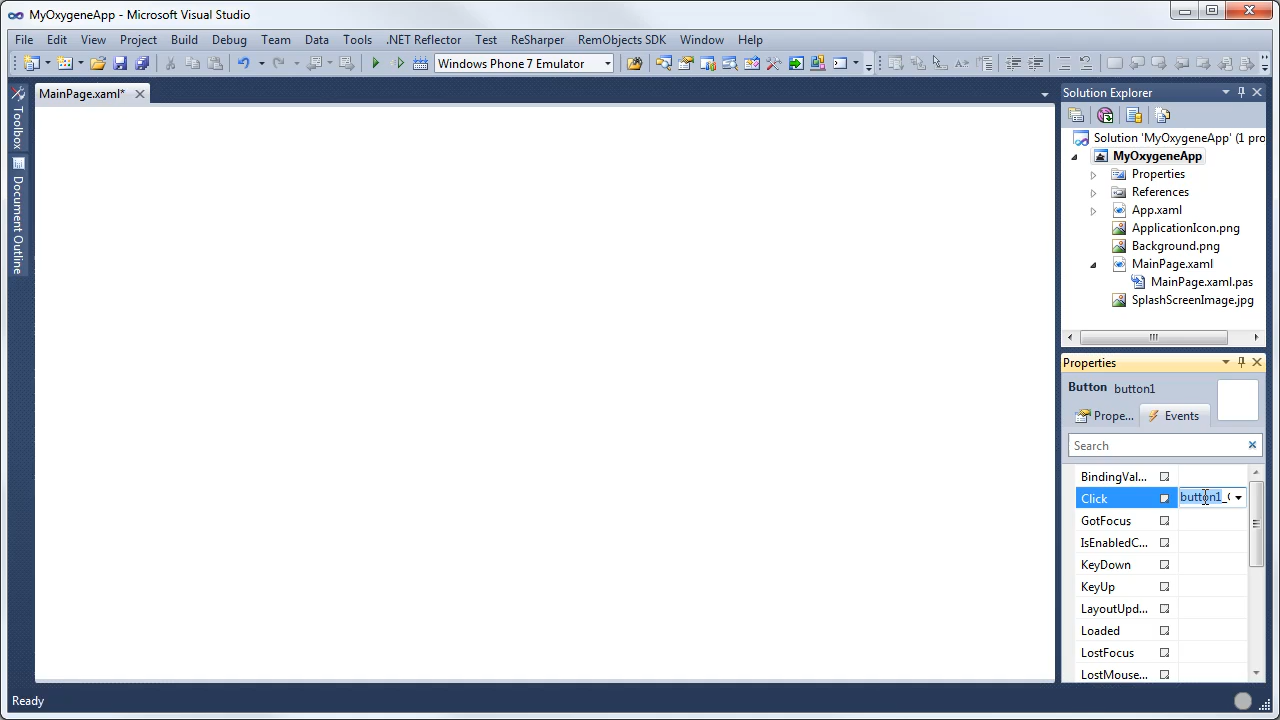 MyOxygeneApp - Microsoft Visual Studio
File Edit View Project Build Debug Team Data Tools .NET Reflector Test ReSharper RemObjects SDK Window Help
Windows Phone 7 Emulator
MainPage.xaml*
Toolbox
Document Outline
Solution Explorer
Solution 'MyOxygeneApp' (1 pro
MyOxygeneApp
Properties
References
App.xaml
ApplicationIcon.png
Background.png
MainPage.xaml
MainPage.xaml.pas
SplashScreenImage.jpg
Properties
Button button1
Prope... Events
Search
BindingVal...
Click button1_
GotFocus
IsEnabledC...
KeyDown
KeyUp
LayoutUpd...
Loaded
LostFocus
LostMouse...
Ready